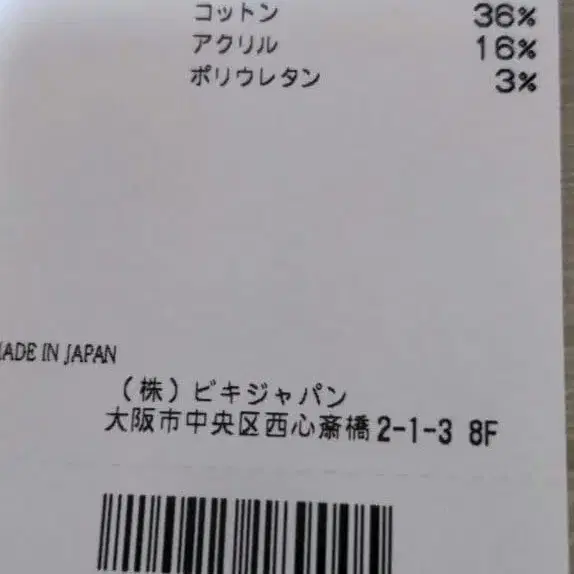 コットン 36%
アクリル 16%
ポリウレタン 3%
MADE IN JAPAN
(株)ビキジャパン
大阪市中央区西心斎橋2-1-3 8F